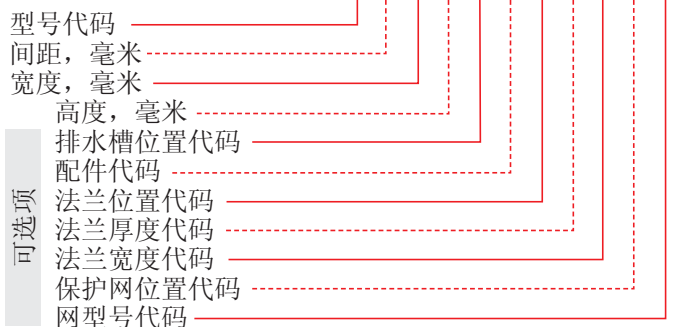 型号代码
间距，毫米
宽度，毫米
高度，毫米
排水槽位置代码
配件代码
法兰位置代码
法兰厚度代码
法兰宽度代码
保护网位置代码
网型号代码
可选项